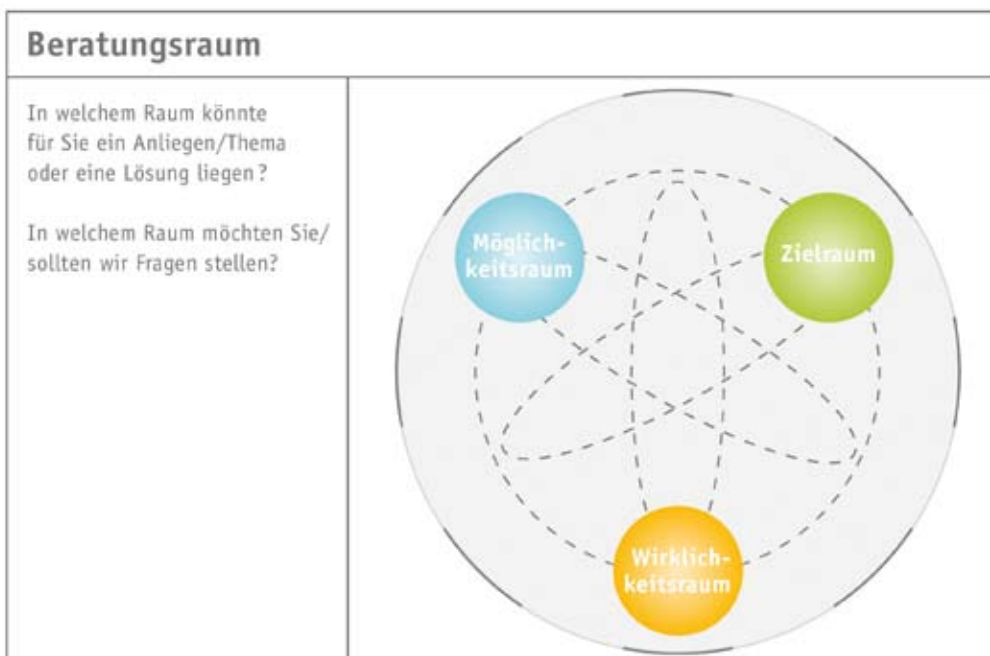 Beratungsraum
In welchem Raum könnte
für Sie ein Anliegen/Thema
oder eine Lösung liegen?
In welchem Raum möchten Sie/
sollten wir Fragen stellen?
Möglich-
keitsraum
Zielraum
Wirklich-
keitsraum